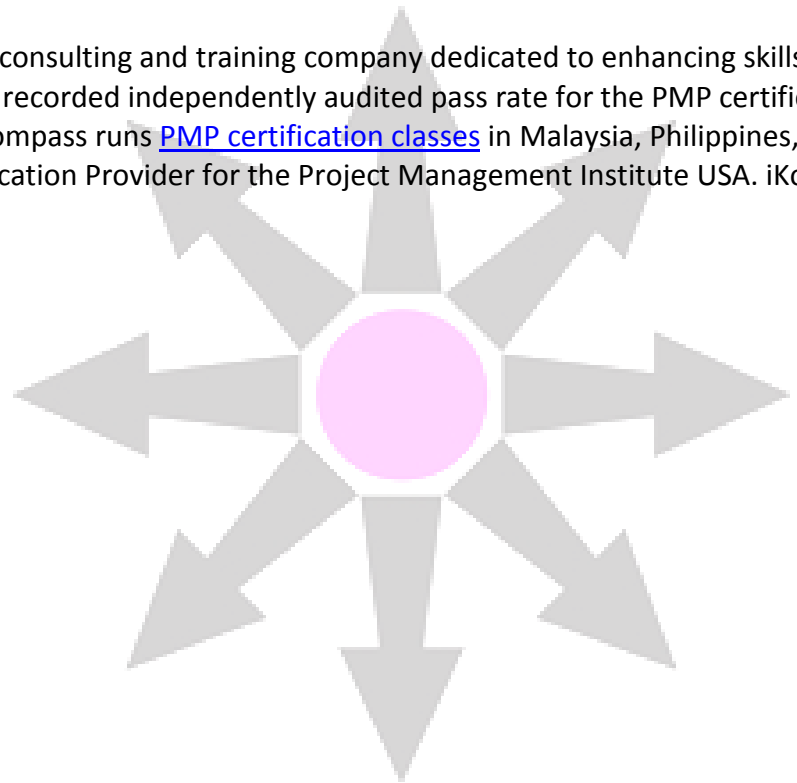 consulting and training company dedicated to enhancing skills
recorded independently audited pass rate for the PMP certific
ompass runs PMP certification classes in Malaysia, Philippines,
cation Provider for the Project Management Institute USA. iKo